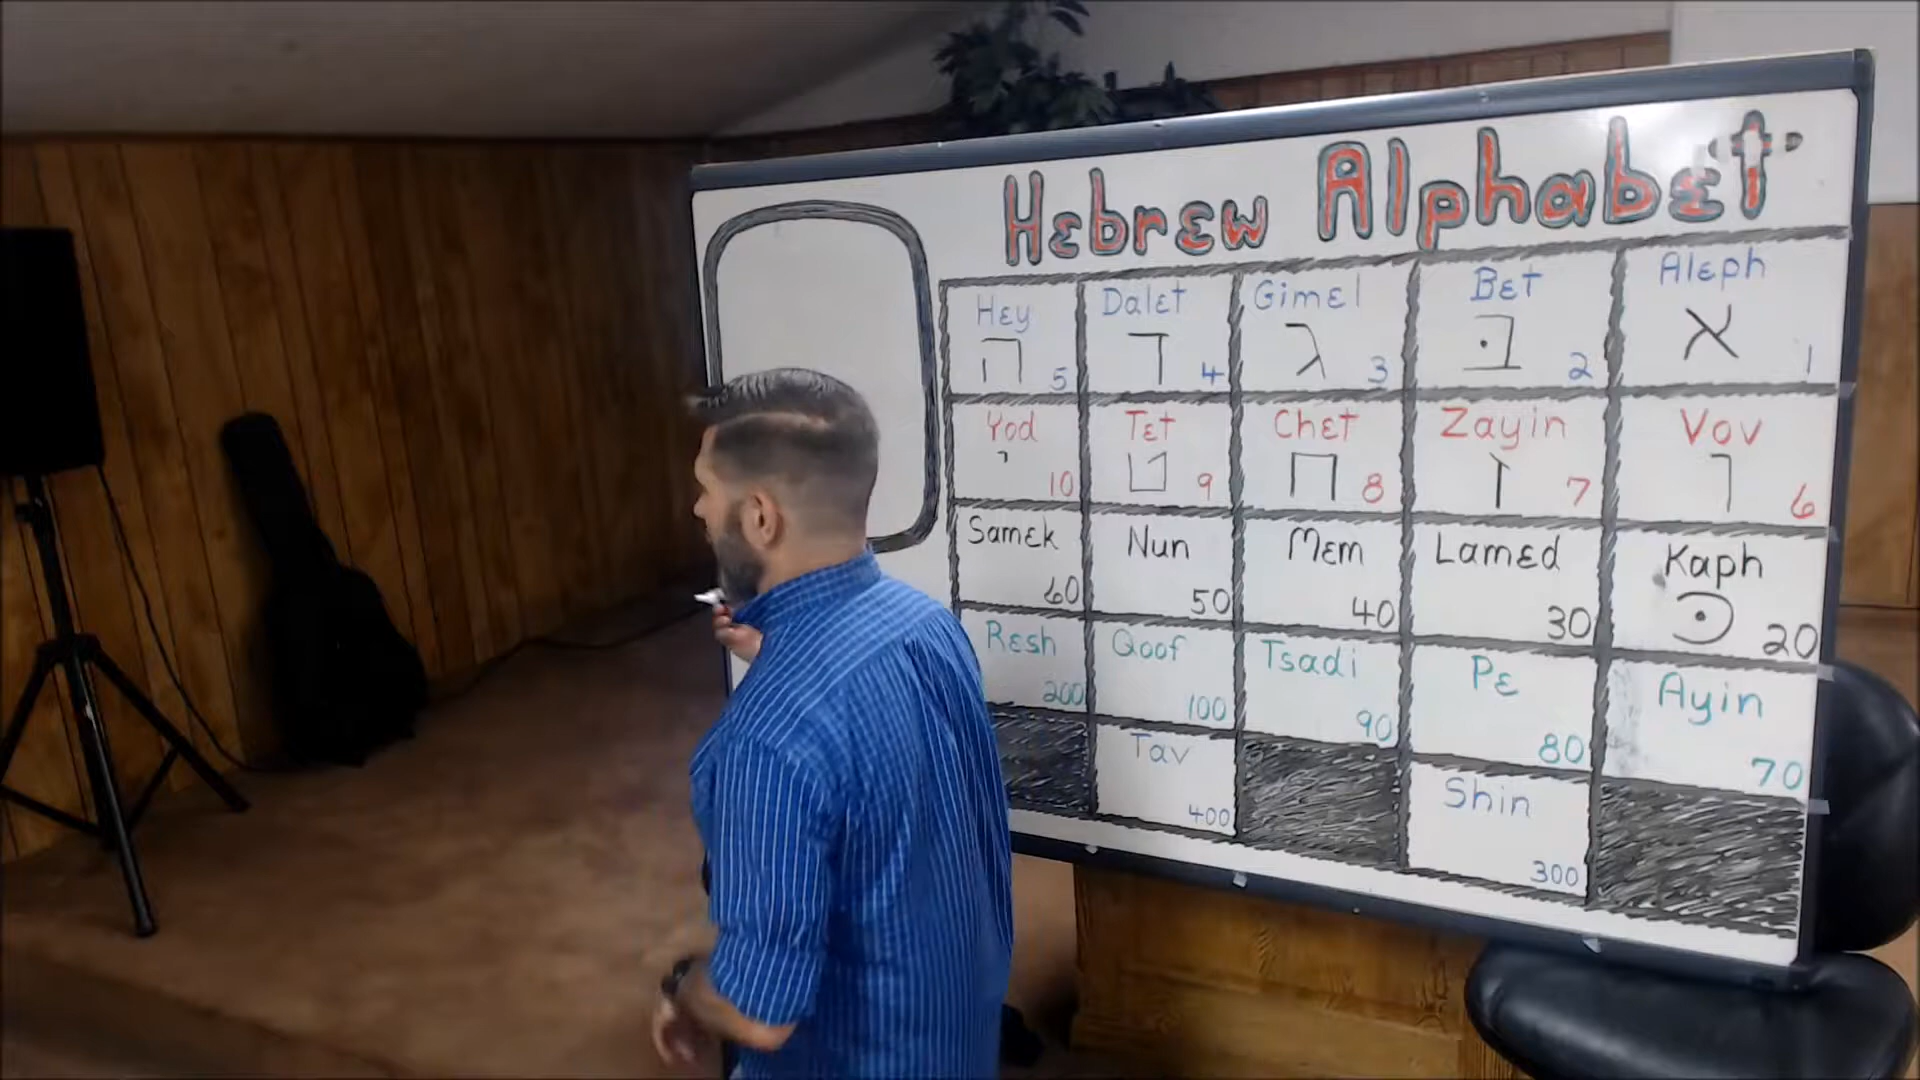 Hebrew Alphabet
Hey Dalet Gimel Bet Aleph
ה ד ג בּ א
5 4 3 2 1
Yod Tet Chet Zayin Vov
י ט ח ז ו
10 9 8 7 6
Samek Nun Mem Lamed Kaph
כּ
60 50 40 30 20
Resh Qoof Tsadi Pe Ayin
200 100 90 80 70
Tav Shin
400 300